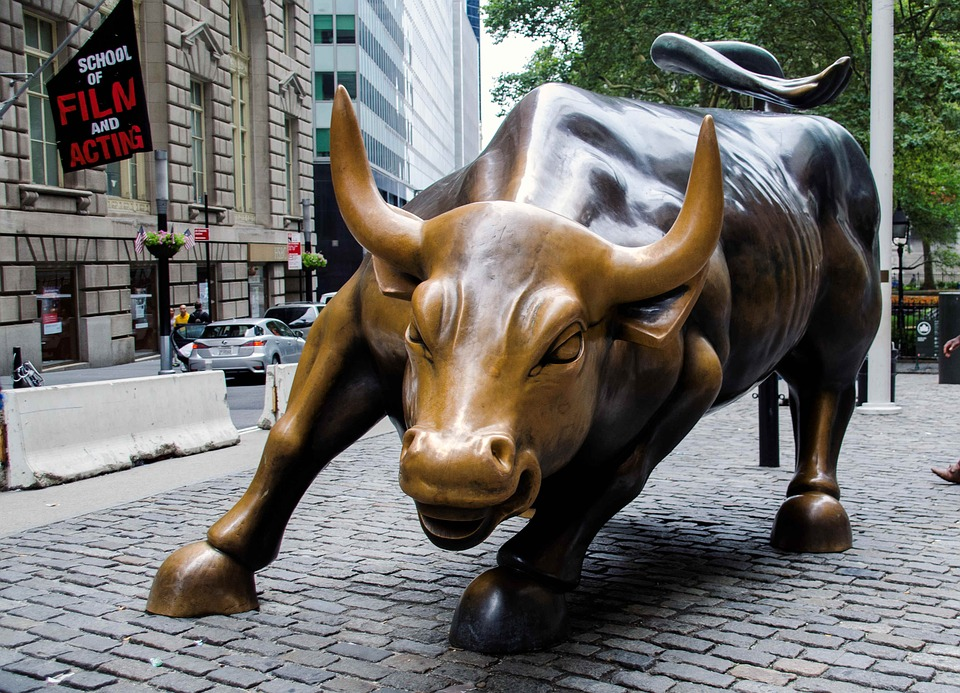 SCHOOL
OF
FILM
AND
ACTING